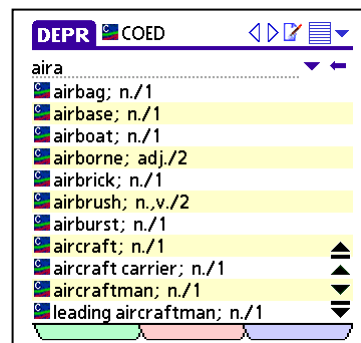 DEPR COED
aira
airbag; n./1
airbase; n./1
airboat; n./1
airborne; adj./2
airbrick; n./1
airbrush; n.,v./2
airburst; n./1
aircraft; n./1
aircraft carrier; n./1
aircraftman; n./1
leading aircraftman; n./1